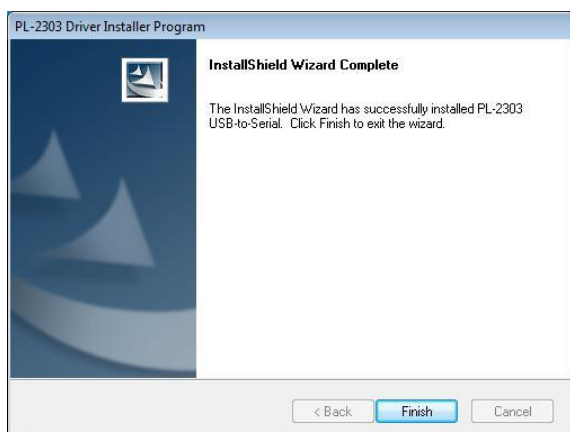 PL-2303 Driver Installer Program
InstallShield Wizard Complete
The InstallShield Wizard has successfully installed PL-2303
USB-to-Serial. Click Finish to exit the wizard.
< Back
Finish
Cancel